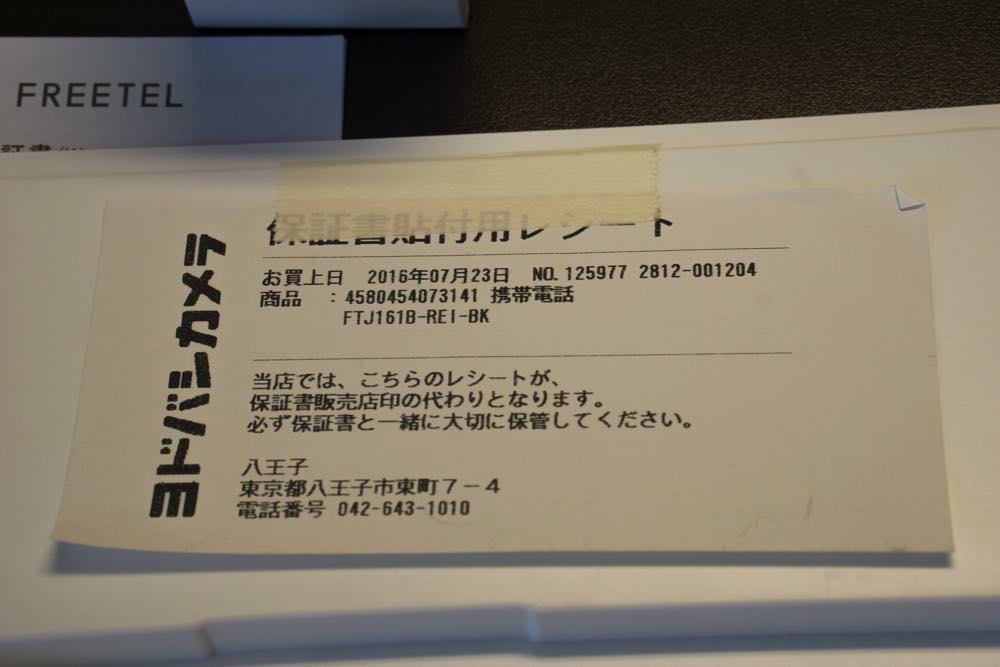 FREETEL
証書
ヨドバシカメラ
保証書貼付用レシート
お買上日 2016年07月23日 NO.125977 2812-001204
商品 :4580454073141 携帯電話
FTJ161B-REI-BK
当店では、こちらのレシートが、
保証書販売店印の代わりとなります。
必ず保証書と一緒に大切に保管してください。
八王子
東京都八王子市東町7-4
電話番号 042-643-1010